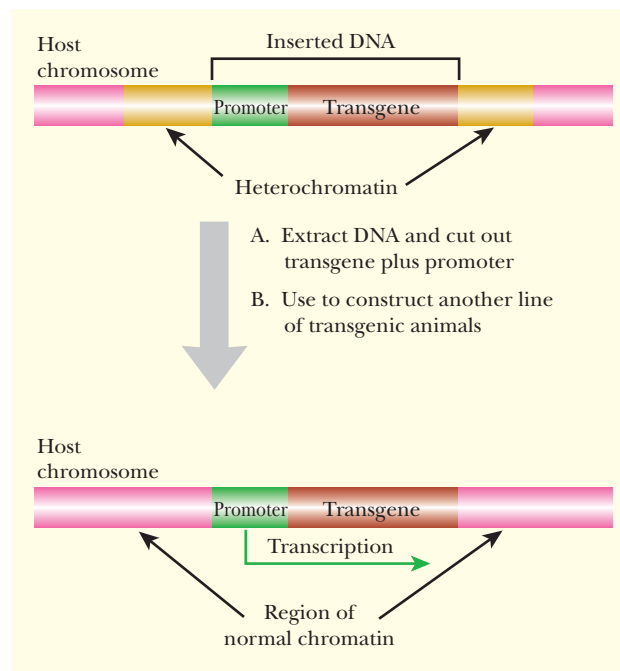 Inserted DNA
Host
chromosome
Promoter Transgene
Heterochromatin
A. Extract DNA and cut out
transgene plus promoter
B. Use to construct another line
of transgenic animals
Host
chromosome
Promoter Transgene
Transcription
Region of
normal chromatin